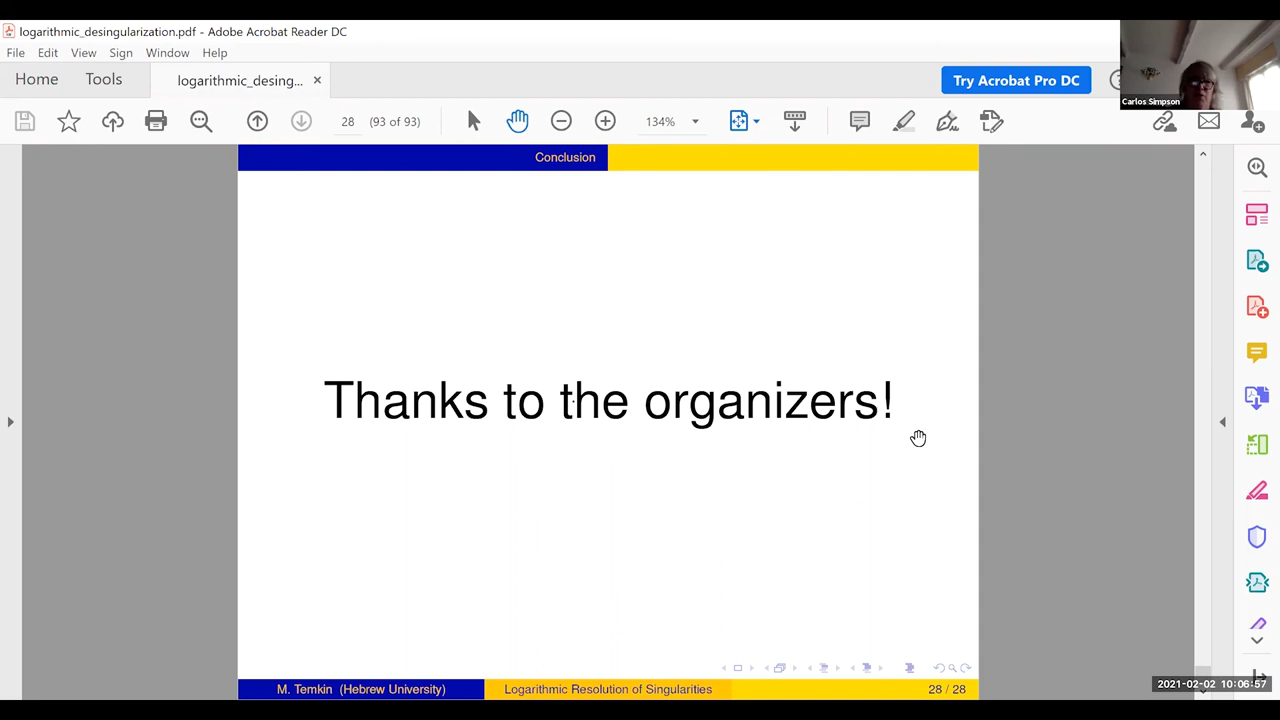 logarithmic_desingularization.pdf - Adobe Acrobat Reader DC
File Edit View Sign Window Help
Home Tools logarithmic_desing... × Try Acrobat Pro DC
Carlos Simpson
28 (93 of 93) 134%
Conclusion
Thanks to the organizers!
M. Temkin (Hebrew University) Logarithmic Resolution of Singularities 28 / 28
2021-02-02 10:06:57